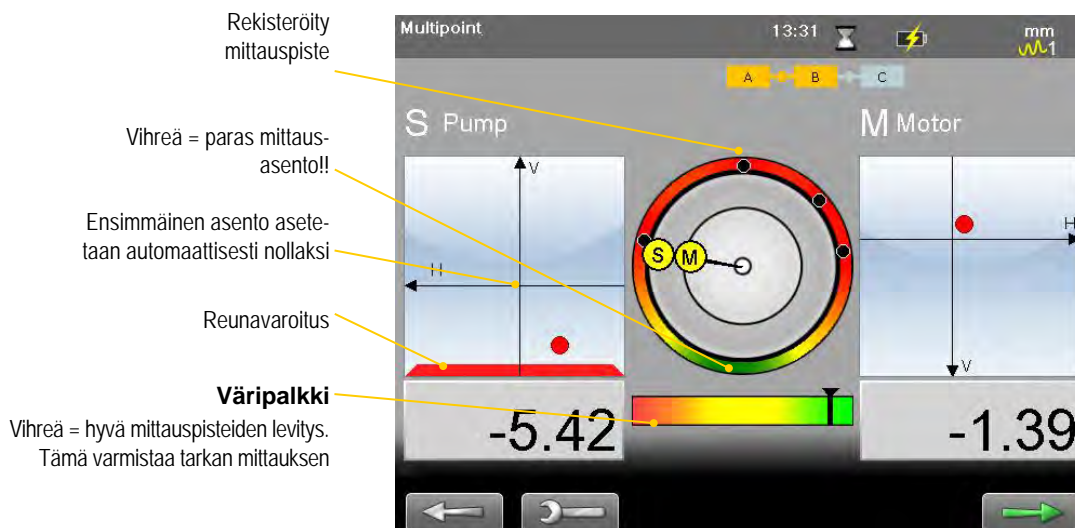 Rekisteröity
mittauspiste
Vihreä = paras mittaus-
asento!!
Ensimmäinen asento asete-
taan automaattisesti nollaksi
Reunavaroitus
Väripalkki
Vihreä = hyvä mittauspisteiden levitys.
Tämä varmistaa tarkan mittauksen
Multipoint 13:31 mm
1
A B C
S Pump
M Motor
V
H
H
V
S M
-5.42
-1.39